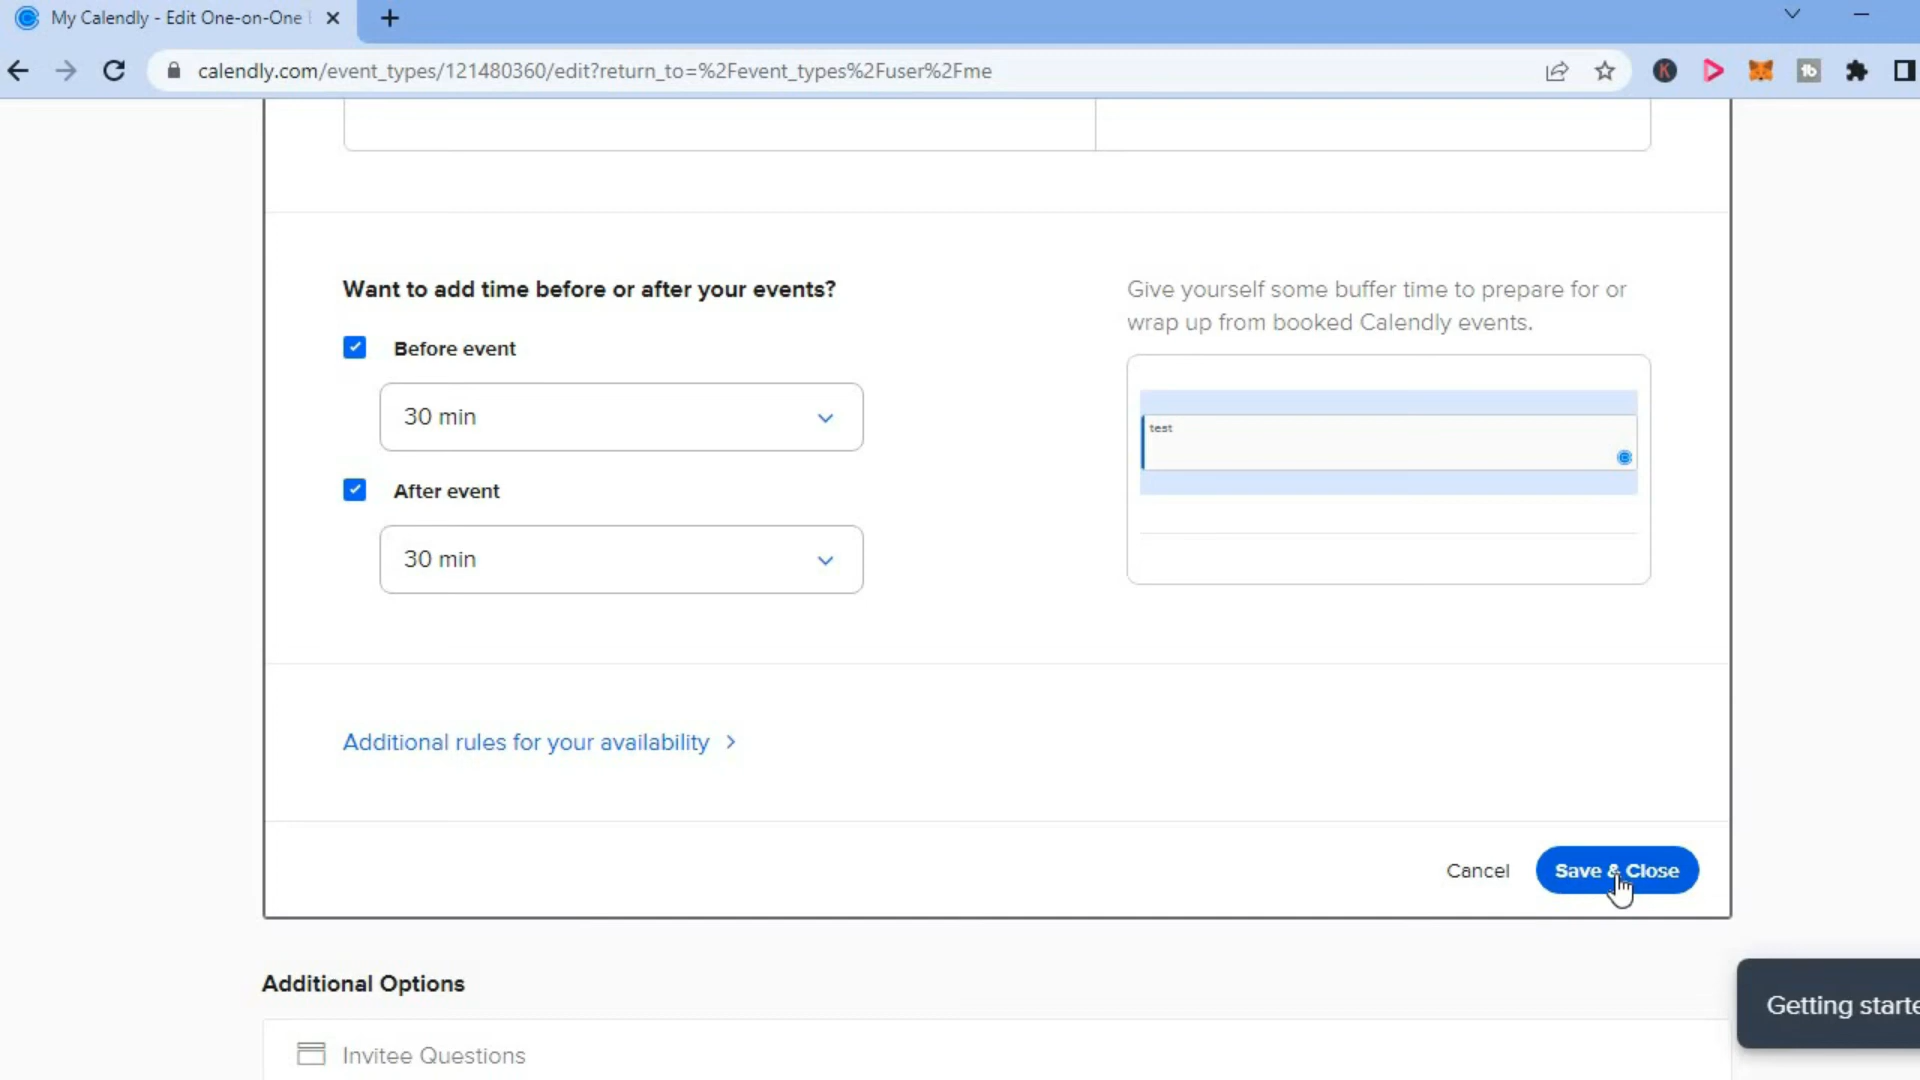 My Calendly - Edit One-on-One
calendly.com/event_types/121480360/edit?return_to=%2Fevent_types%2Fuser%2Fme
K
tb
Want to add time before or after your events?
Give yourself some buffer time to prepare for or
wrap up from booked Calendly events.
Before event
30 min
test
After event
30 min
Additional rules for your availability
Cancel
Save & Close
Additional Options
Getting starte
Invitee Questions